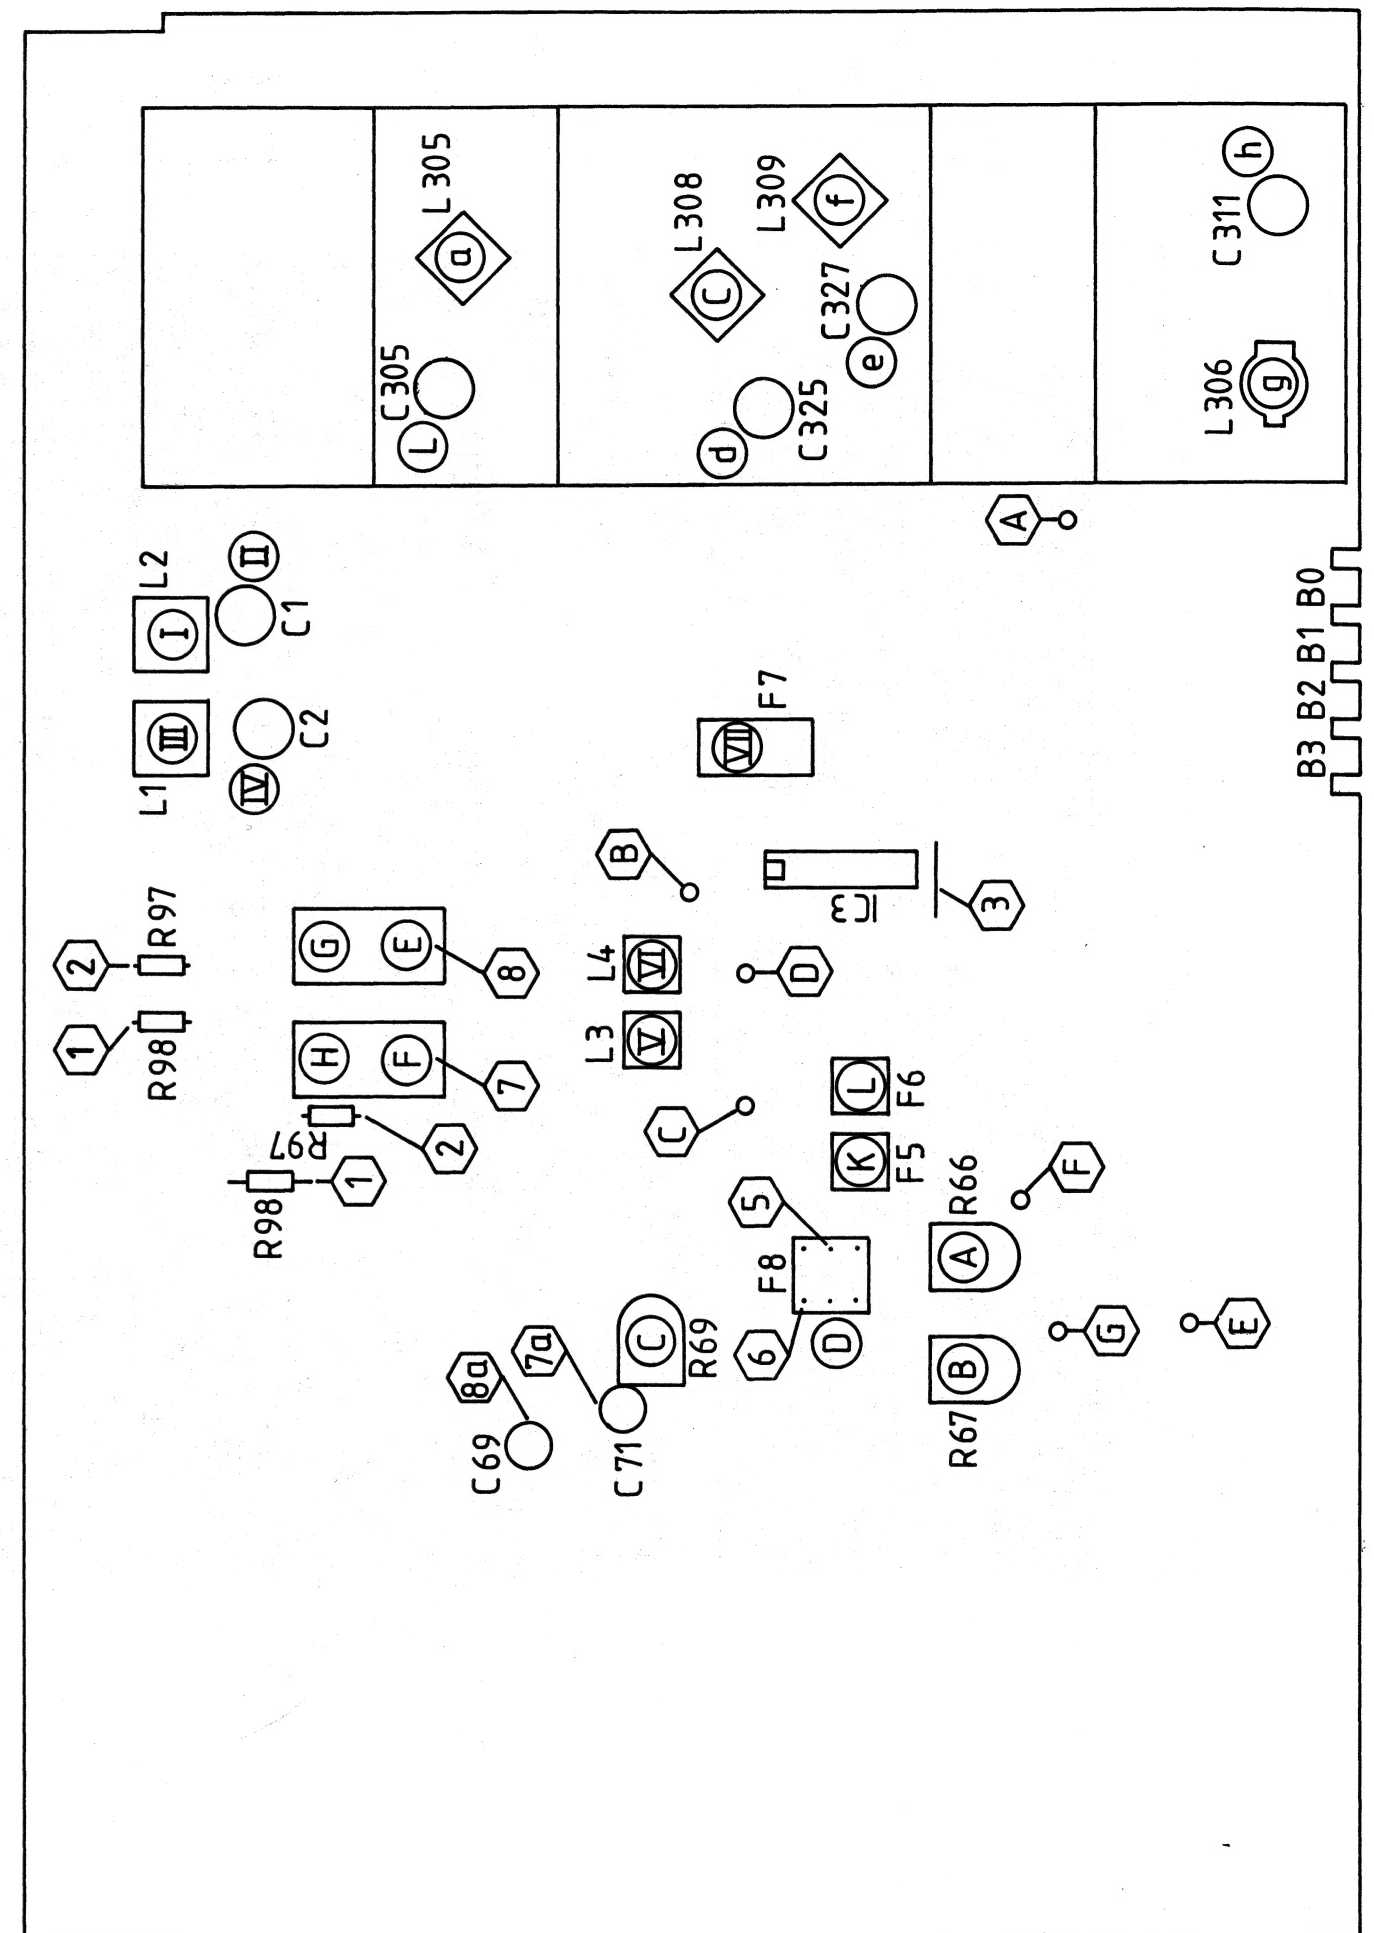 L305
a
C305
L
L308
C
L309
f
C327
e
C325
d
h
C311
L306
g
A
L2
I
II
C1
L1
III
IV
C2
F7
VII
B0
B1
B2
B3
B
IC3
3
2
R97
1
R98
G
E
8
H
F
7
R97
2
R98
1
L4
VI
L3
V
D
C
L
F6
K
F5
5
F8
6
D
R66
A
F
B
R67
G
E
8a
C69
7a
C71
C
R69